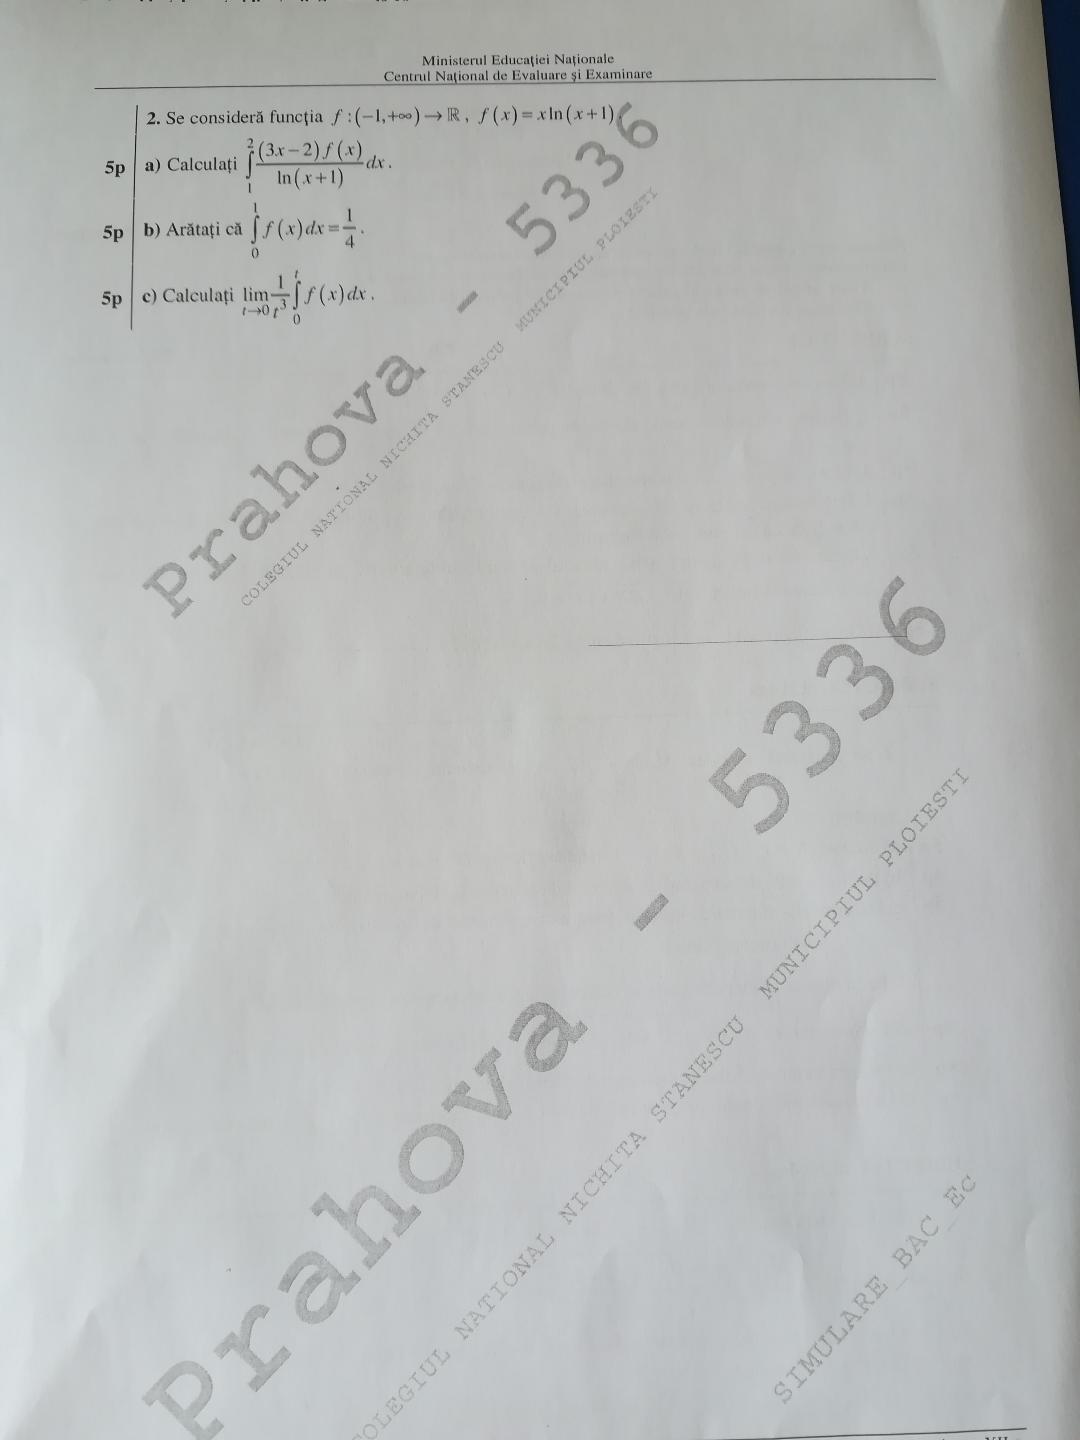 Ministerul Educației Naționale
Centrul Național de Evaluare și Examinare
2. Se consideră funcția f : (−1,+∞) → ℝ , f(x) = x ln(x+1)
5p a) Calculați ∫₁² (3x−2) f(x) / ln(x+1) dx .
5p b) Arătați că ∫₀¹ f(x) dx = 1/4 .
5p c) Calculați lim t→0 1/t³ ∫₀ᵗ f(x) dx .
Prahova - 5336
COLEGIUL NATIONAL NICHITA STANESCU MUNICIPIUL PLOIESTI
Prahova - 5336
COLEGIUL NATIONAL NICHITA STANESCU MUNICIPIUL PLOIESTI
SIMULARE_BAC_Ec